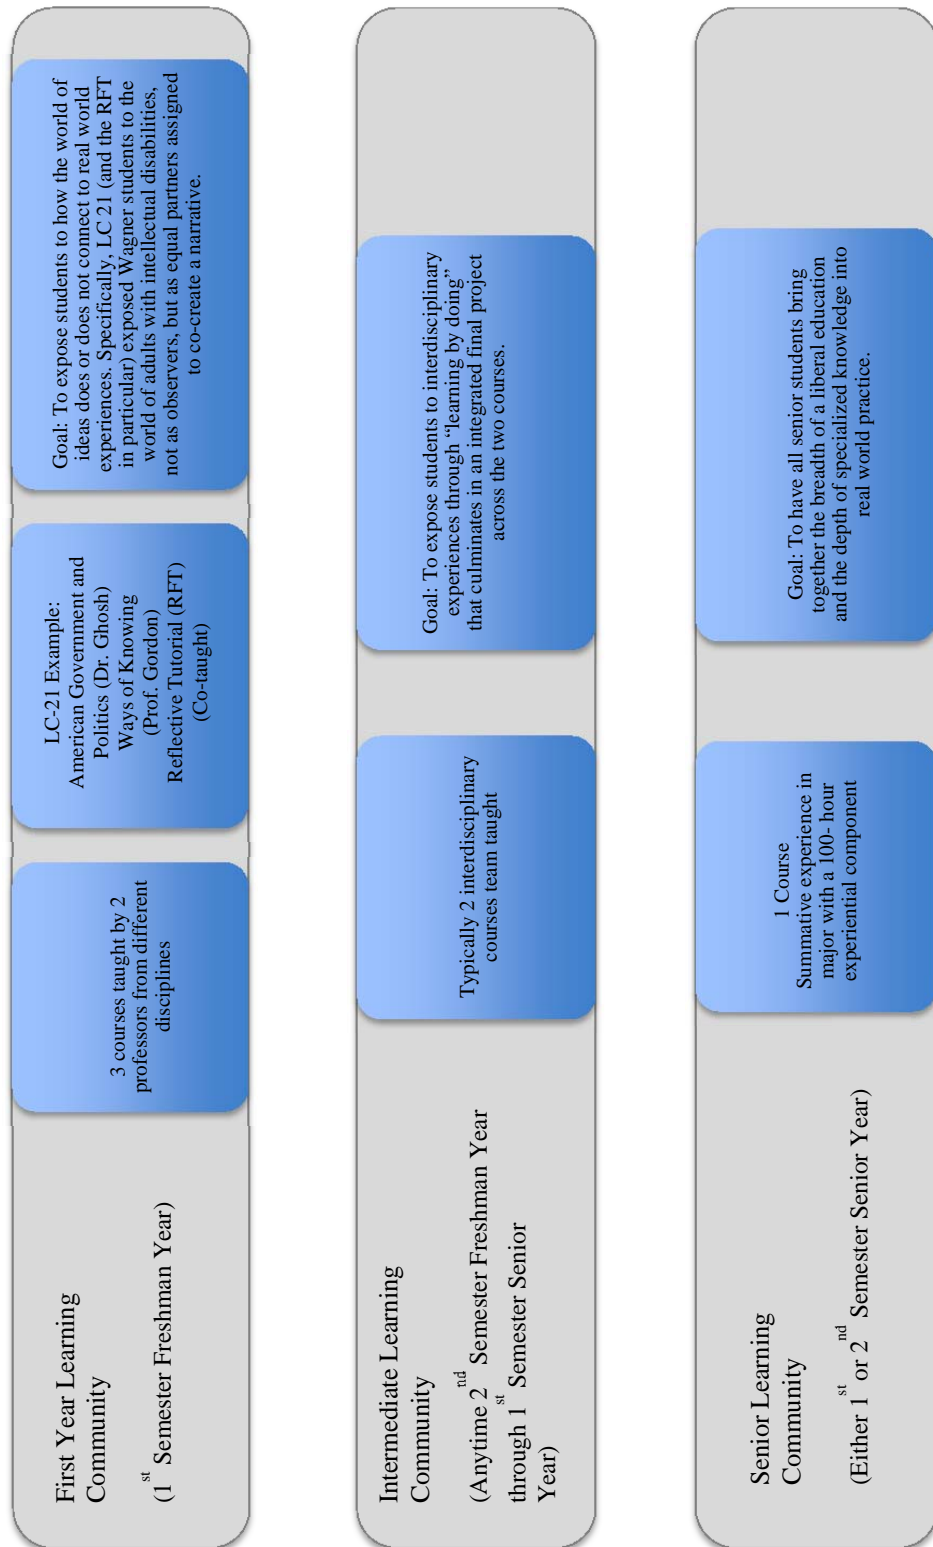 First Year Learning
Community
(1st Semester Freshman Year)
3 courses taught by 2
professors from different
disciplines
LC-21 Example:
American Government and
Politics (Dr. Ghosh)
Ways of Knowing
(Prof. Gordon)
Reflective Tutorial (RFT)
(Co-taught)
Goal: To expose students to how the world of
ideas does or does not connect to real world
experiences. Specifically, LC 21 (and the RFT
in particular) exposed Wagner students to the
world of adults with intellectual disabilities,
not as observers, but as equal partners assigned
to co-create a narrative.
Intermediate Learning
Community
(Anytime 2nd Semester Freshman Year
through 1st Semester Senior
Year)
Typically 2 interdisciplinary
courses team taught
Goal: To expose students to interdisciplinary
experiences through “learning by doing”
that culminates in an integrated final project
across the two courses.
Senior Learning
Community
(Either 1st or 2nd Semester Senior Year)
1 Course
Summative experience in
major with a 100- hour
experiential component
Goal: To have all senior students bring
together the breadth of a liberal education
and the depth of specialized knowledge into
real world practice.